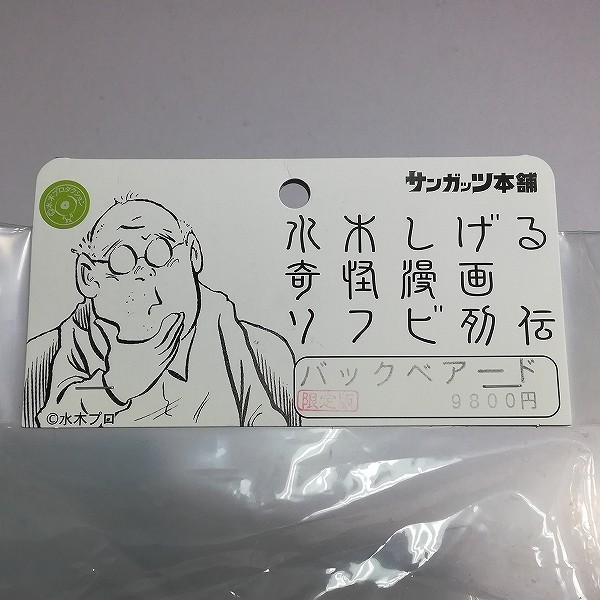 サンガッツ本舗
水木しげる
奇怪漫画
ソフビ列伝
バックベアード
限定版
9800円
©水木プロ